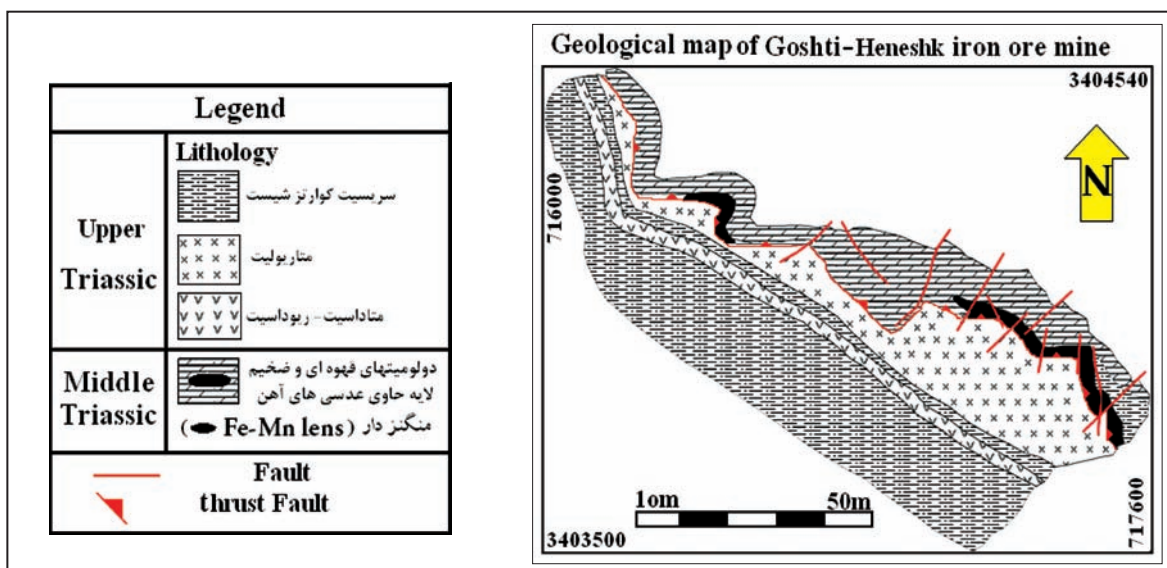 Legend
Upper
Triassic
Lithology
سریسیت کوارتز شیست
متاریولیت
متاداسیت - ریوداسیت
Middle
Triassic
دولومیتهای قهوه ای و ضخیم
لایه حاوی عدسی های آهن
منگنز دار (Fe-Mn lens)
Fault
thrust Fault
Geological map of Goshti-Heneshk iron ore mine
3404540
716000
N
1om 50m
3403500
717600